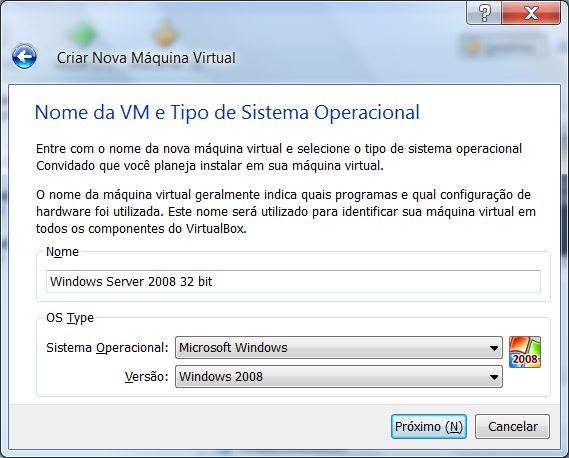 Criar Nova Máquina Virtual
Nome da VM e Tipo de Sistema Operacional
Entre com o nome da nova máquina virtual e selecione o tipo de sistema operacional
Convidado que você planeja instalar em sua máquina virtual.
O nome da máquina virtual geralmente indica quais programas e qual configuração de
hardware foi utilizada. Este nome será utilizado para identificar sua máquina virtual em
todos os componentes do VirtualBox.
Nome
Windows Server 2008 32 bit
OS Type
Sistema Operacional: Microsoft Windows
2008
Versão: Windows 2008
Próximo (N) Cancelar